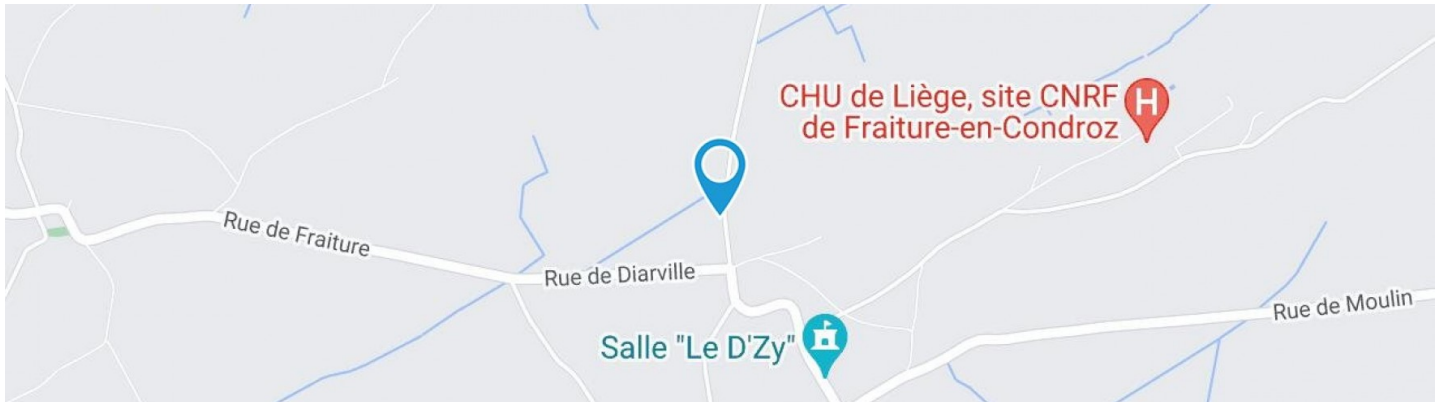 CHU de Liège, site CNRF
de Fraiture-en-Condroz
H
Rue de Fraiture
Rue de Diarville
Rue de Moulin
Salle "Le D'Zy"